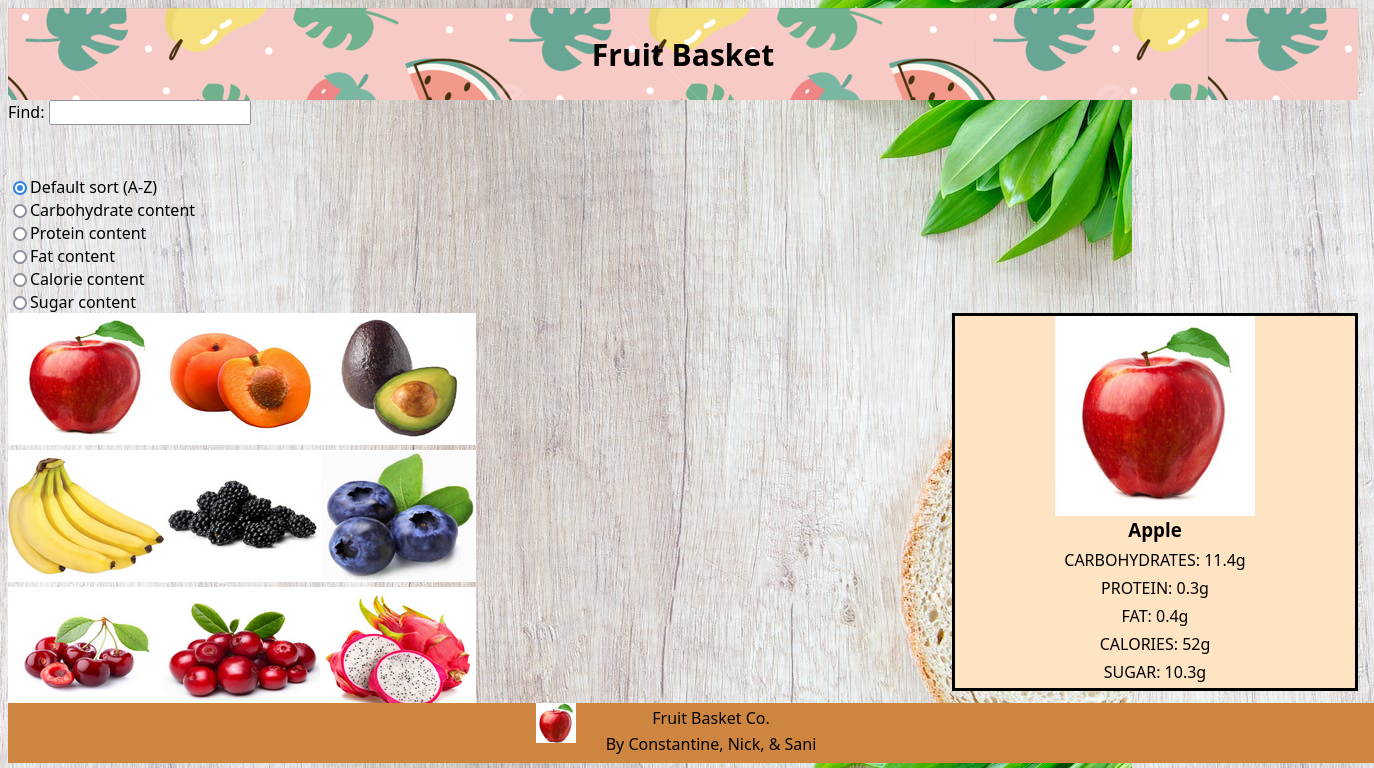 Fruit Basket
Find:
Default sort (A-Z)
Carbohydrate content
Protein content
Fat content
Calorie content
Sugar content
Apple
CARBOHYDRATES: 11.4g
PROTEIN: 0.3g
FAT: 0.4g
CALORIES: 52g
SUGAR: 10.3g
Fruit Basket Co.
By Constantine, Nick, & Sani